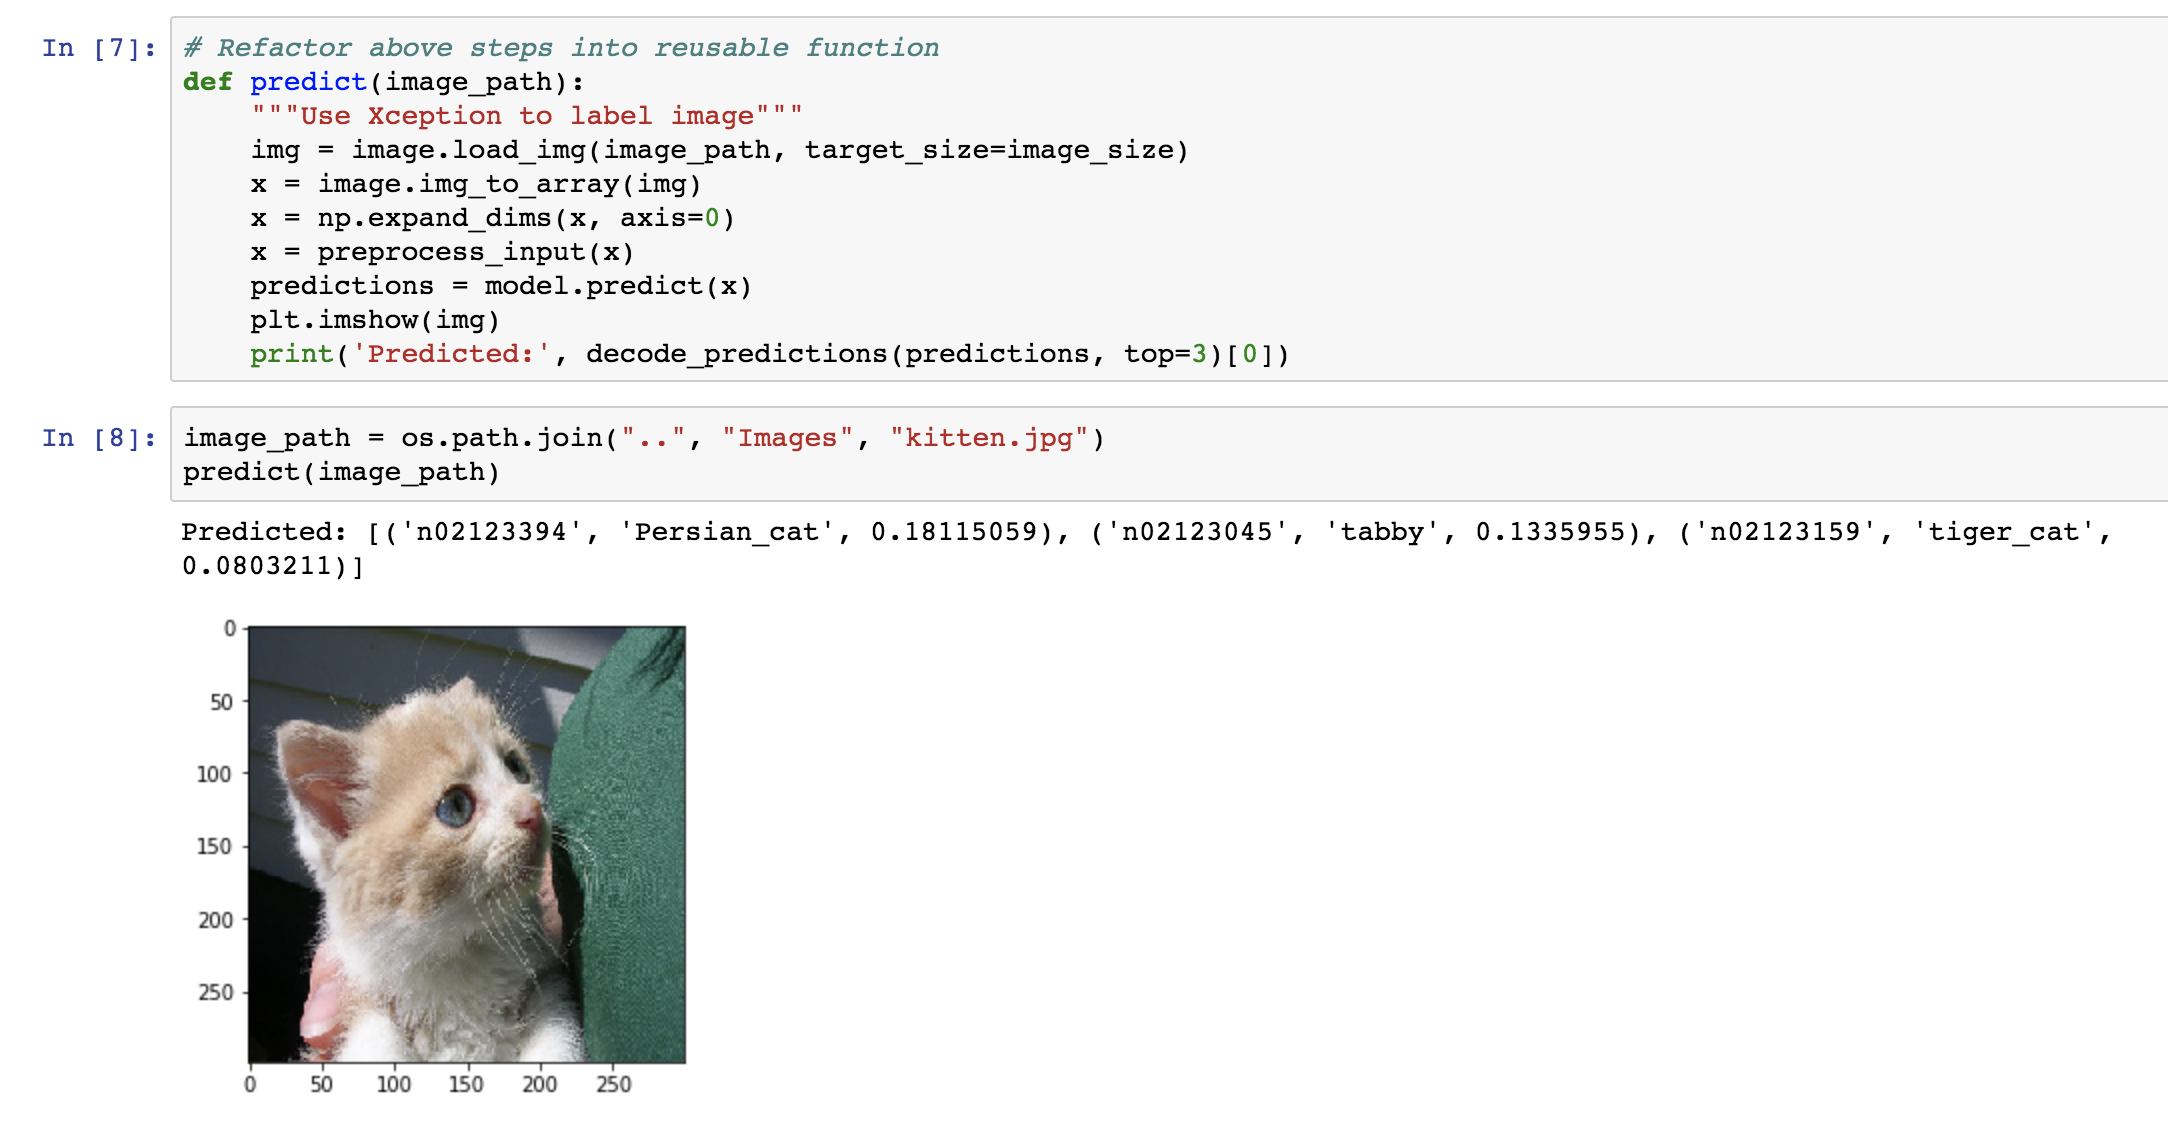 In [7]: # Refactor above steps into reusable function
def predict(image_path):
    """Use Xception to label image"""
    img = image.load_img(image_path, target_size=image_size)
    x = image.img_to_array(img)
    x = np.expand_dims(x, axis=0)
    x = preprocess_input(x)
    predictions = model.predict(x)
    plt.imshow(img)
    print('Predicted:', decode_predictions(predictions, top=3)[0])
In [8]: image_path = os.path.join("..", "Images", "kitten.jpg")
predict(image_path)
Predicted: [('n02123394', 'Persian_cat', 0.18115059), ('n02123045', 'tabby', 0.1335955), ('n02123159', 'tiger_cat',
0.0803211)]
0
50
100
150
200
250
0 50 100 150 200 250